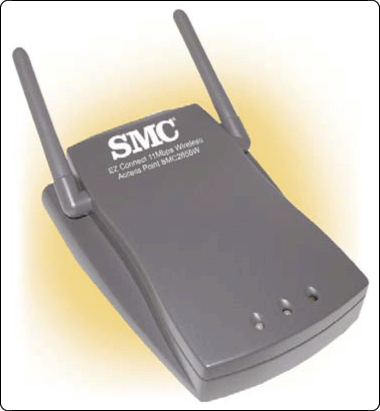 SMC
EZ Connect 11Mbps Wireless
Access Point SMC2655W